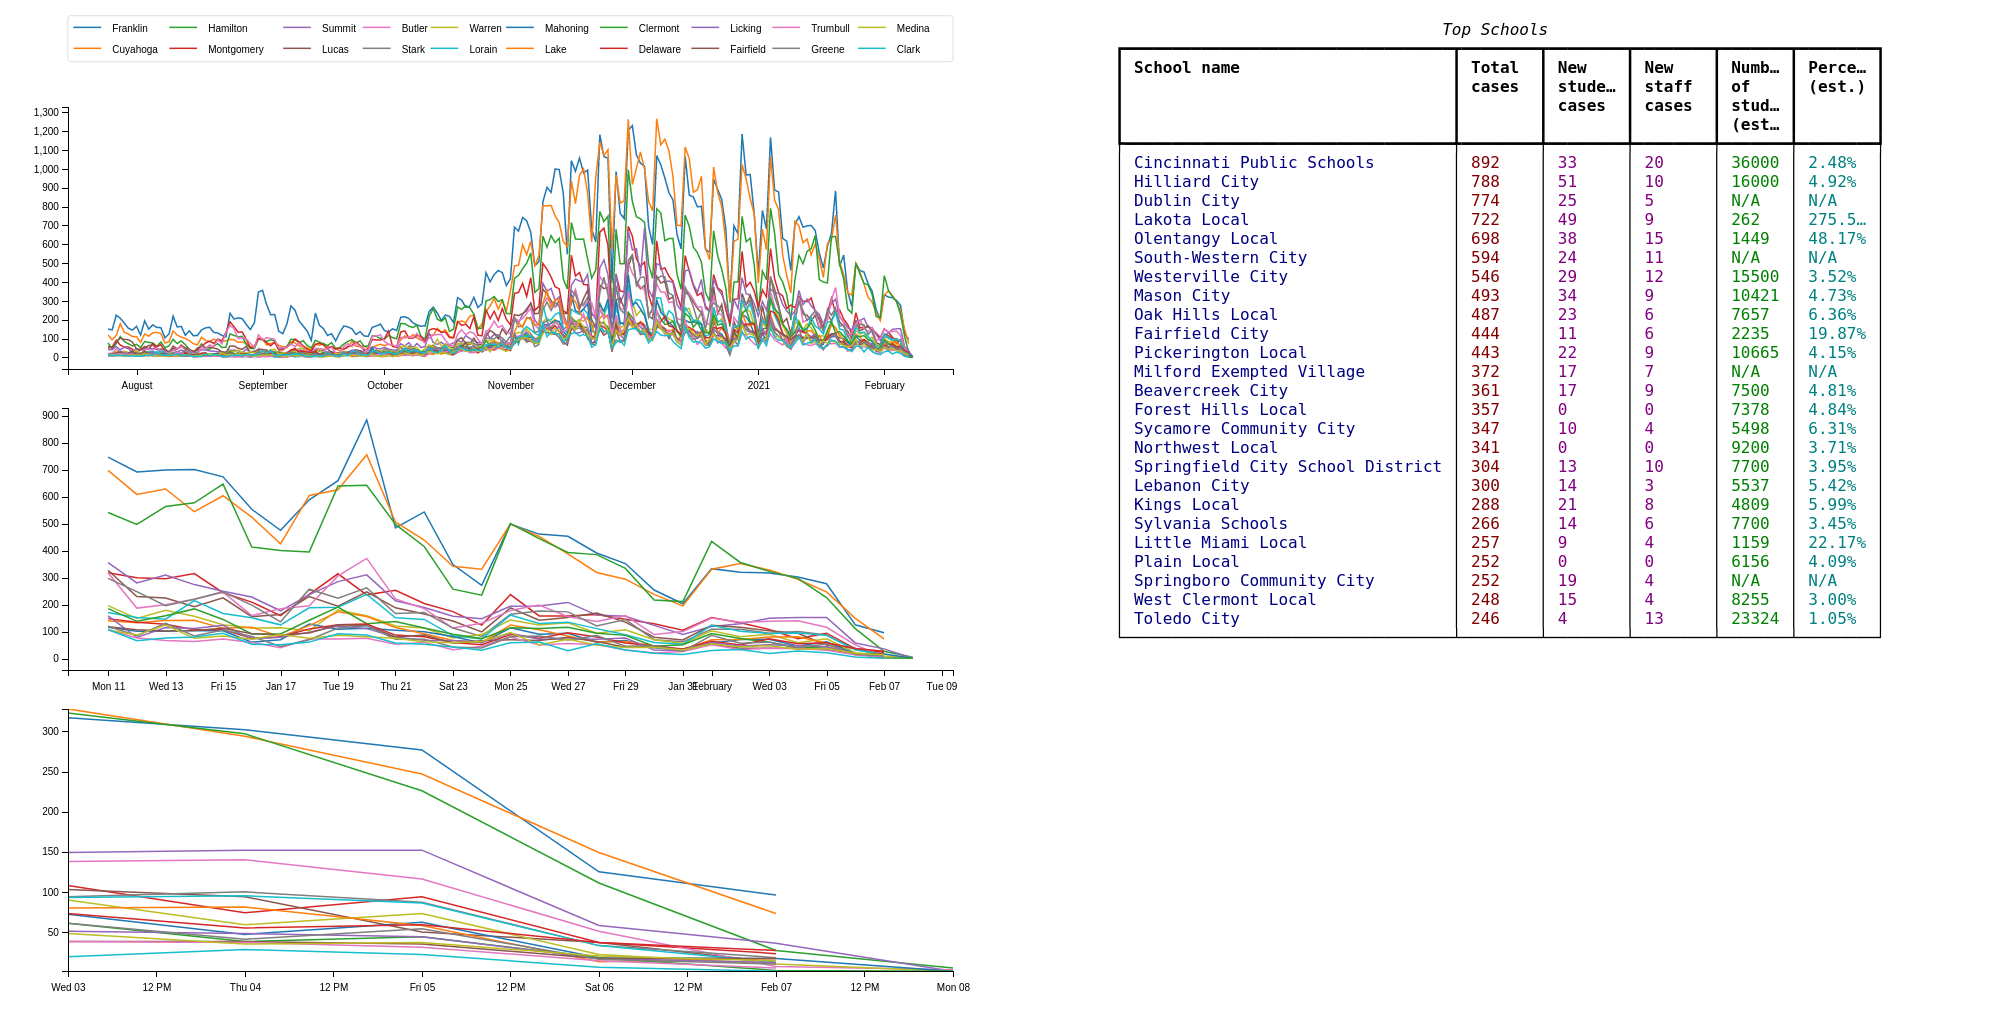 Franklin Hamilton Summit Butler Warren Mahoning Clermont Licking Trumbull Medina
Cuyahoga Montgomery Lucas Stark Lorain Lake Delaware Fairfield Greene Clark
1,300
1,200
1,100
1,000
900
800
700
600
500
400
300
200
100
0
August September October November December 2021 February
900
800
700
600
500
400
300
200
100
0
Mon 11 Wed 13 Fri 15 Jan 17 Tue 19 Thu 21 Sat 23 Mon 25 Wed 27 Fri 29 Jan 31 February Wed 03 Fri 05 Feb 07 Tue 09
300
250
200
150
100
50
Wed 03 12 PM Thu 04 12 PM Fri 05 12 PM Sat 06 12 PM Feb 07 12 PM Mon 08
Top Schools
School name Total New New Numb… Perce…
cases stude… staff of (est.)
cases cases stud…
(est…
Cincinnati Public Schools 892 33 20 36000 2.48%
Hilliard City 788 51 10 16000 4.92%
Dublin City 774 25 5 N/A N/A
Lakota Local 722 49 9 262 275.5…
Olentangy Local 698 38 15 1449 48.17%
South-Western City 594 24 11 N/A N/A
Westerville City 546 29 12 15500 3.52%
Mason City 493 34 9 10421 4.73%
Oak Hills Local 487 23 6 7657 6.36%
Fairfield City 444 11 6 2235 19.87%
Pickerington Local 443 22 9 10665 4.15%
Milford Exempted Village 372 17 7 N/A N/A
Beavercreek City 361 17 9 7500 4.81%
Forest Hills Local 357 0 0 7378 4.84%
Sycamore Community City 347 10 4 5498 6.31%
Northwest Local 341 0 0 9200 3.71%
Springfield City School District 304 13 10 7700 3.95%
Lebanon City 300 14 3 5537 5.42%
Kings Local 288 21 8 4809 5.99%
Sylvania Schools 266 14 6 7700 3.45%
Little Miami Local 257 9 4 1159 22.17%
Plain Local 252 0 0 6156 4.09%
Springboro Community City 252 19 4 N/A N/A
West Clermont Local 248 15 4 8255 3.00%
Toledo City 246 4 13 23324 1.05%